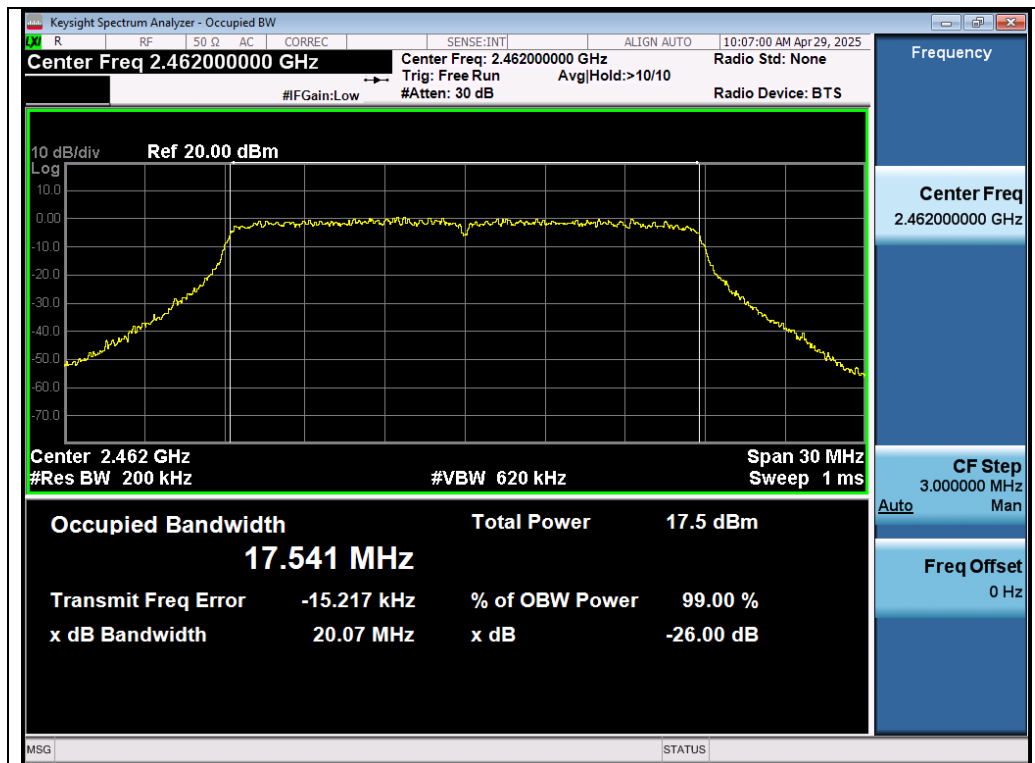 Keysight Spectrum Analyzer - Occupied BW
LXI R RF 50 Ω AC CORREC SENSE:INT ALIGN AUTO 10:07:00 AM Apr 29, 2025
Center Freq 2.462000000 GHz
Center Freq: 2.462000000 GHz
Radio Std: None
Trig: Free Run Avg|Hold:>10/10
#IFGain:Low
#Atten: 30 dB
Radio Device: BTS
Frequency
10 dB/div Ref 20.00 dBm
Log
10.0
0.00
-10.0
-20.0
-30.0
-40.0
-50.0
-60.0
-70.0
Center 2.462 GHz Span 30 MHz
#Res BW 200 kHz #VBW 620 kHz Sweep 1 ms
Center Freq
2.462000000 GHz
CF Step
3.000000 MHz
Auto Man
Freq Offset
0 Hz
Occupied Bandwidth Total Power 17.5 dBm
17.541 MHz
Transmit Freq Error -15.217 kHz % of OBW Power 99.00 %
x dB Bandwidth 20.07 MHz x dB -26.00 dB
MSG STATUS